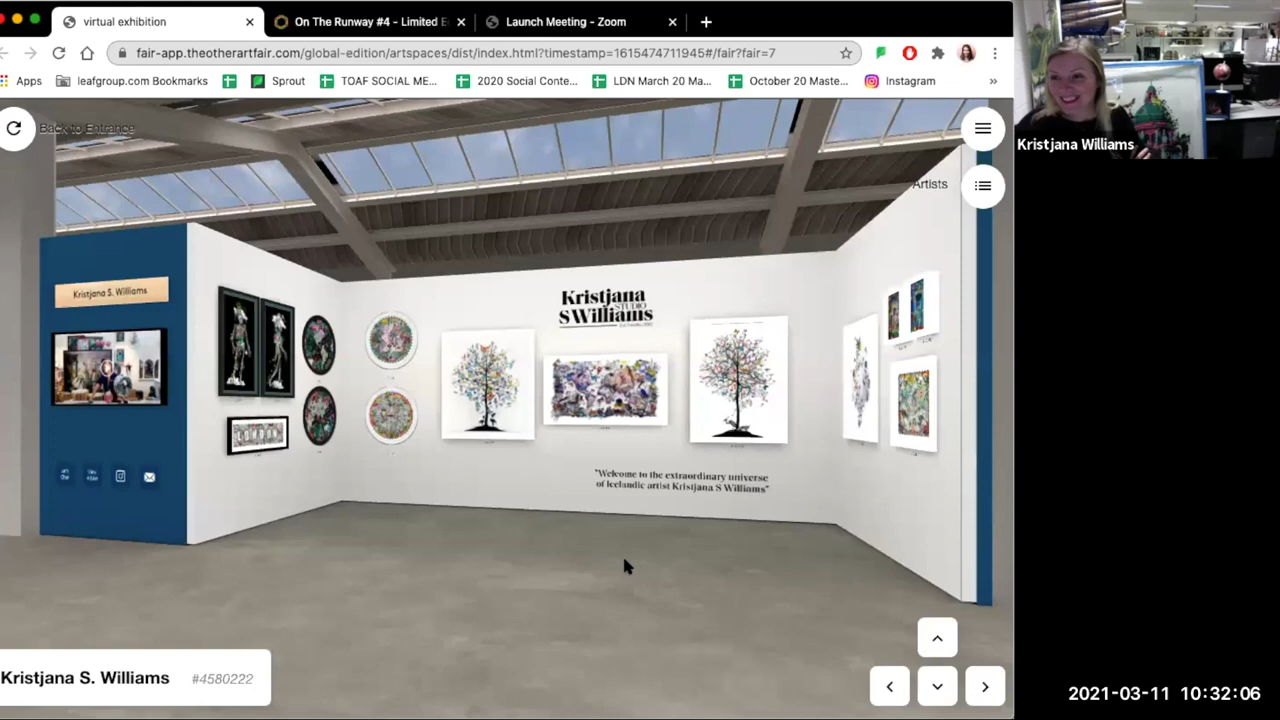 virtual exhibition
On The Runway #4 - Limited E
Launch Meeting - Zoom
fair-app.theotherartfair.com/global-edition/artspaces/dist/index.html?timestamp=1615474711945#/fair?fair=7
Apps
leafgroup.com Bookmarks
Sprout
TOAF SOCIAL ME...
2020 Social Conte...
LDN March 20 Ma...
October 20 Maste...
Instagram
»
Back to Entrance
Artists
Kristjana Williams
Kristjana S. Williams
Kristjana
STUDIO
S Williams
"Welcome to the extraordinary universe
of Icelandic artist Kristjana S Williams"
Kristjana S. Williams #4580222
2021-03-11 10:32:06